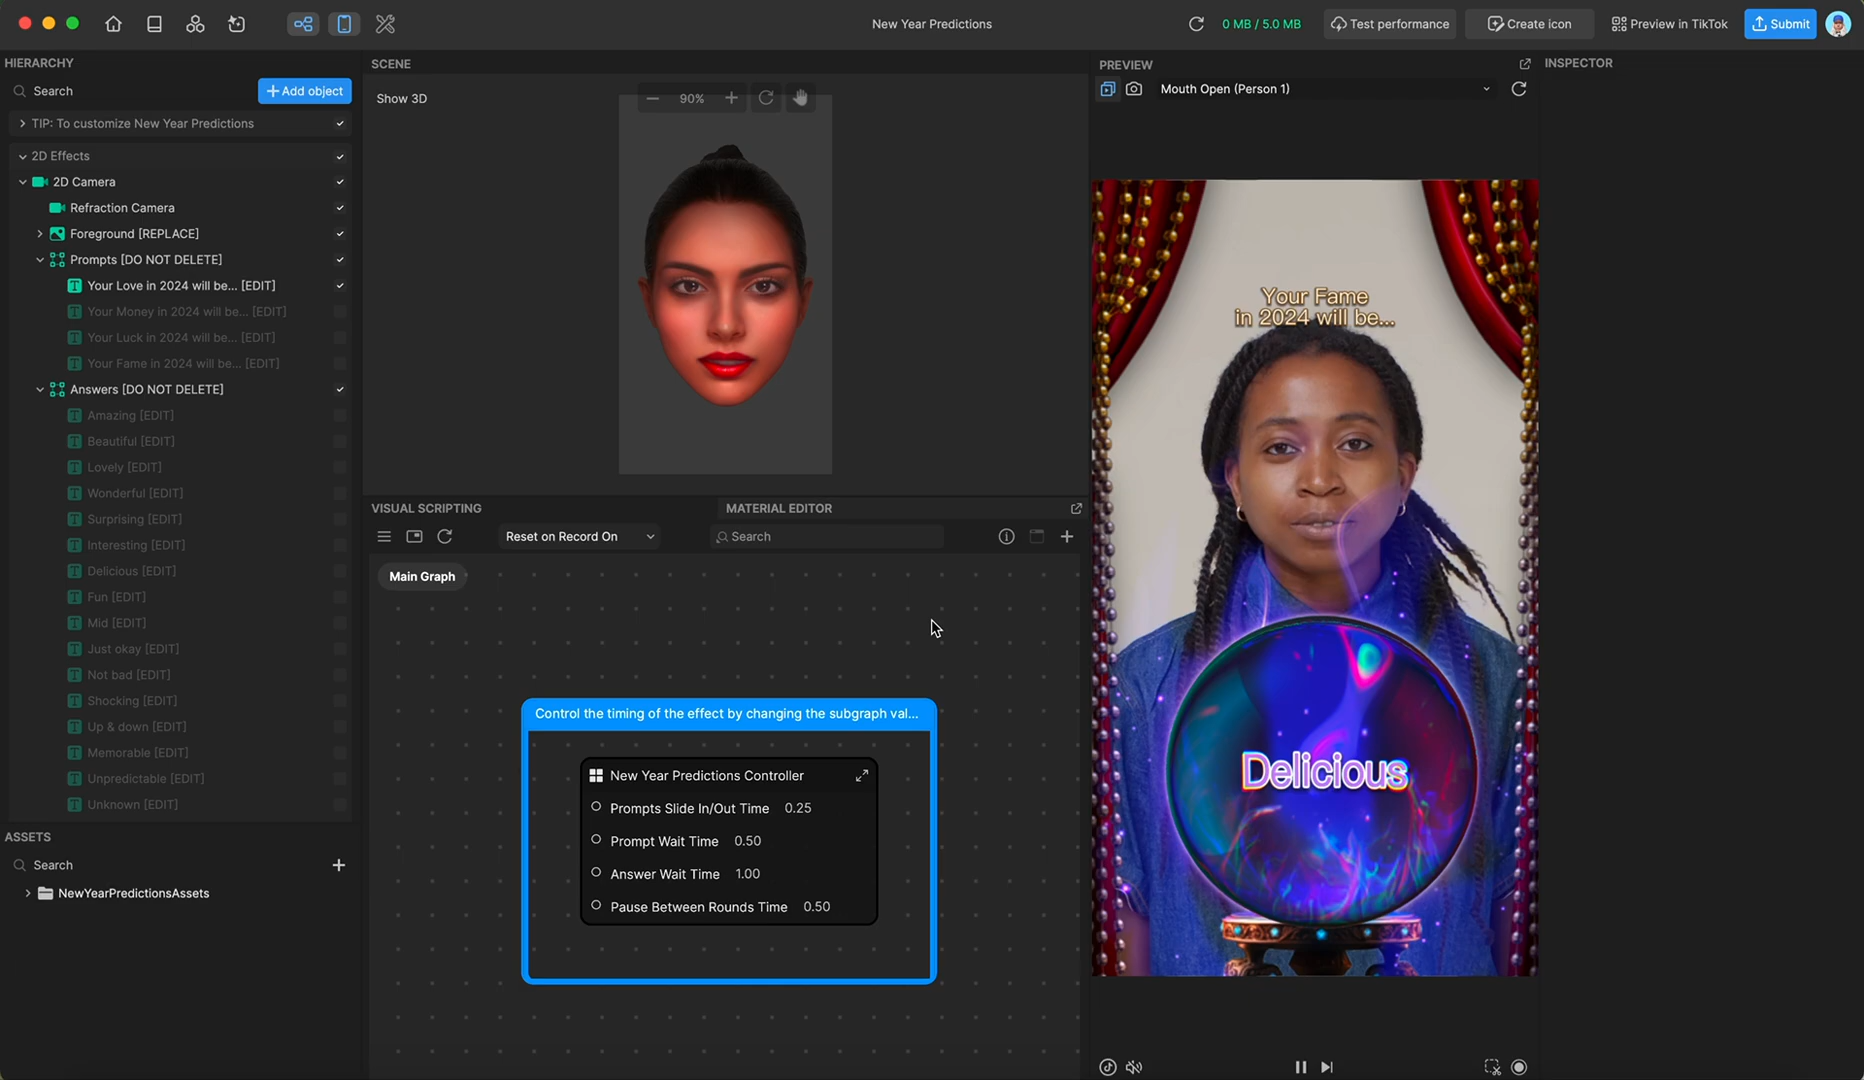 New Year Predictions
0 MB / 5.0 MB
Test performance
Create icon
Preview in TikTok
Submit
HIERARCHY
Search
Add object
TIP: To customize New Year Predictions
2D Effects
2D Camera
Refraction Camera
Foreground [REPLACE]
Prompts [DO NOT DELETE]
Your Love in 2024 will be... [EDIT]
Your Money in 2024 will be... [EDIT]
Your Luck in 2024 will be... [EDIT]
Your Fame in 2024 will be... [EDIT]
Answers [DO NOT DELETE]
Amazing [EDIT]
Beautiful [EDIT]
Lovely [EDIT]
Wonderful [EDIT]
Surprising [EDIT]
Interesting [EDIT]
Delicious [EDIT]
Fun [EDIT]
Mid [EDIT]
Just okay [EDIT]
Not bad [EDIT]
Shocking [EDIT]
Up & down [EDIT]
Memorable [EDIT]
Unpredictable [EDIT]
Unknown [EDIT]
ASSETS
Search
NewYearPredictionsAssets
SCENE
Show 3D
90%
VISUAL SCRIPTING
MATERIAL EDITOR
Reset on Record On
Search
Main Graph
Control the timing of the effect by changing the subgraph val...
New Year Predictions Controller
Prompts Slide In/Out Time 0.25
Prompt Wait Time 0.50
Answer Wait Time 1.00
Pause Between Rounds Time 0.50
PREVIEW
Mouth Open (Person 1)
Your Fame
in 2024 will be...
Delicious
INSPECTOR